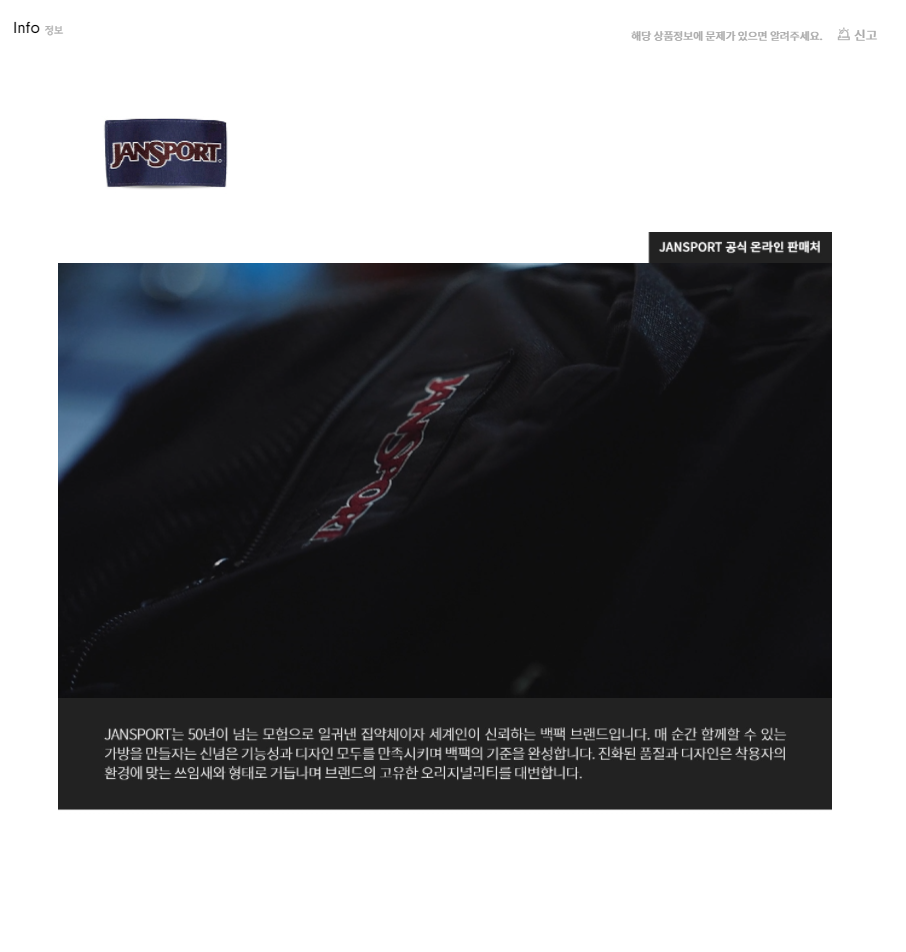 Info 정보
해당 상품정보에 문제가 있으면 알려주세요. 신고
JANSPORT
JANSPORT 공식 온라인 판매처
JANSPORT
JANSPORT는 50년이 넘는 모험으로 일궈낸 집약체이자 세계인이 신뢰하는 백팩 브랜드입니다. 매 순간 함께할 수 있는
가방을 만들자는 신념은 기능성과 디자인 모두를 만족시키며 백팩의 기준을 완성합니다. 진화된 품질과 디자인은 착용자의
환경에 맞는 쓰임새와 형태로 거듭나며 브랜드의 고유한 오리지널리티를 대변합니다.